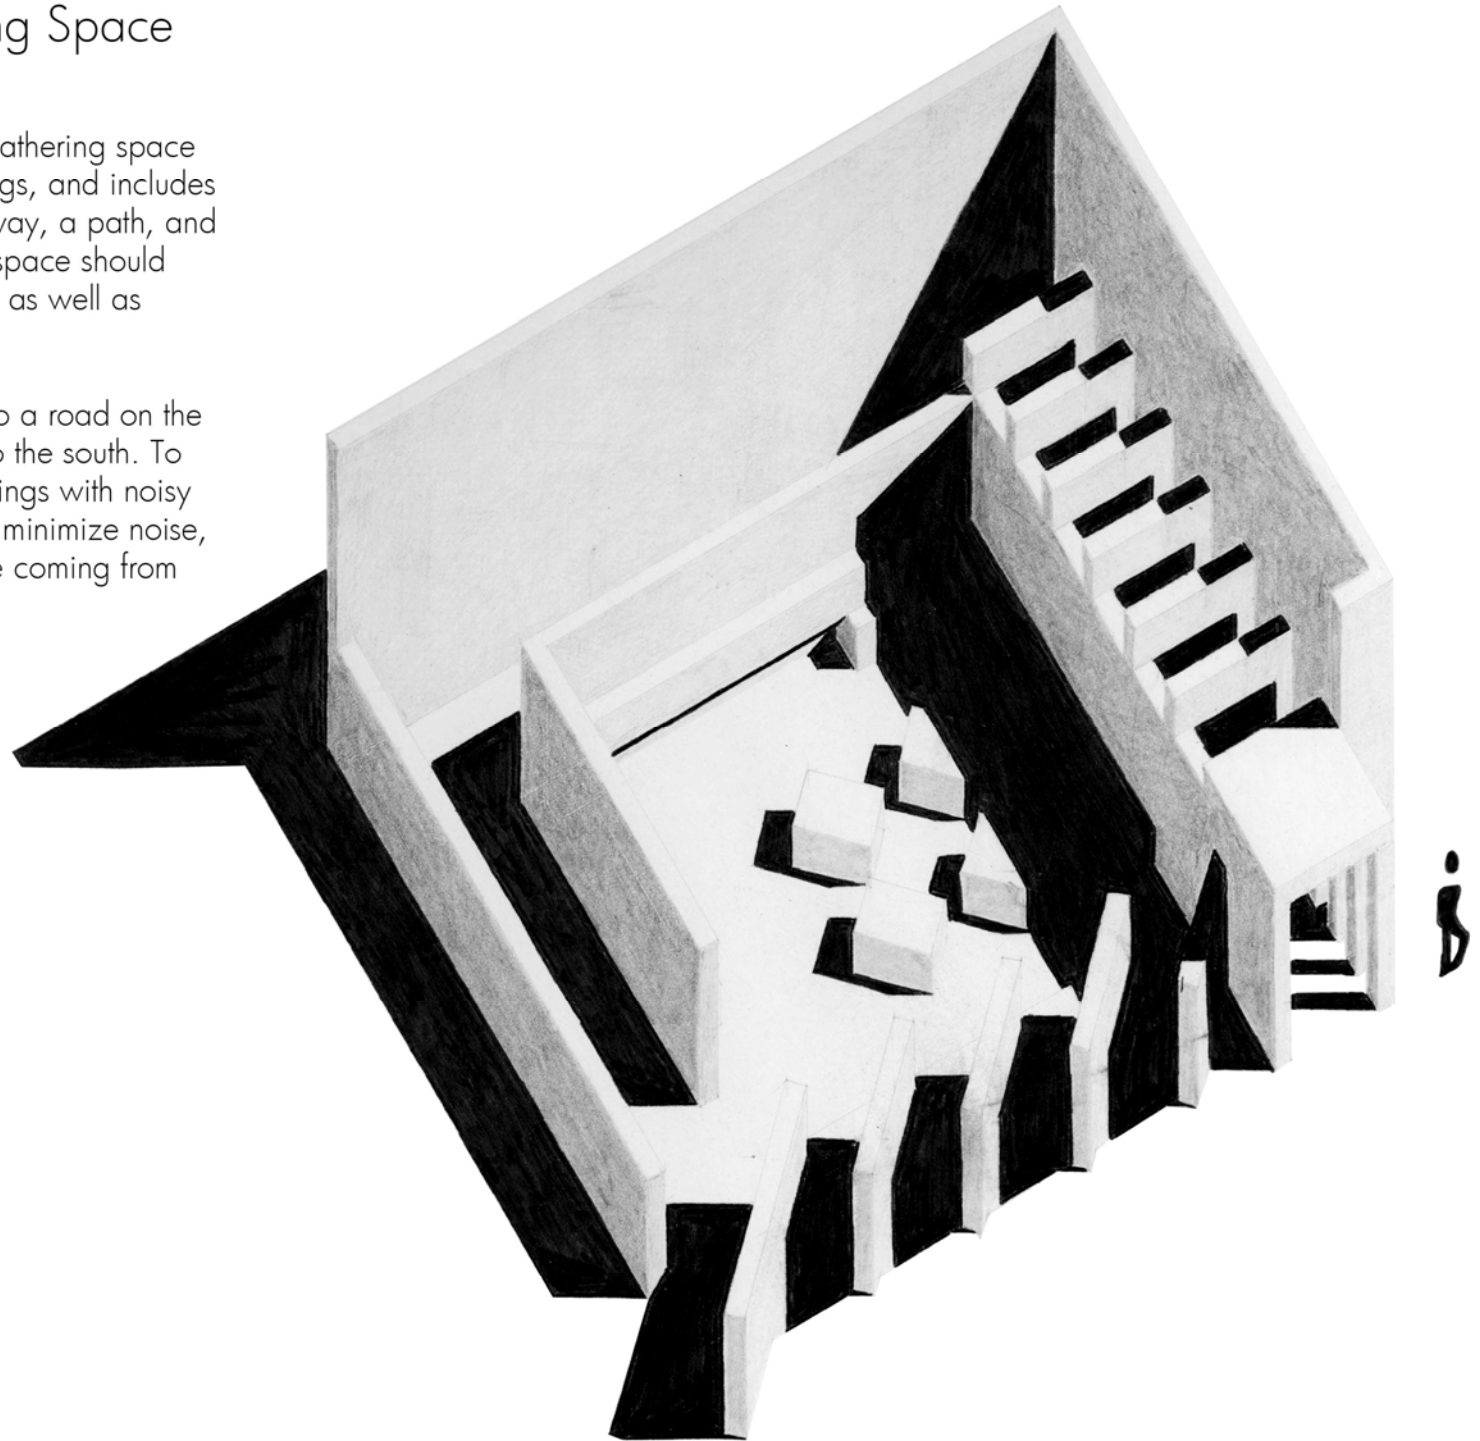 g Space
athering space
gs, and includes
way, a path, and
space should
as well as
o a road on the
o the south. To
ings with noisy
minimize noise,
e coming from